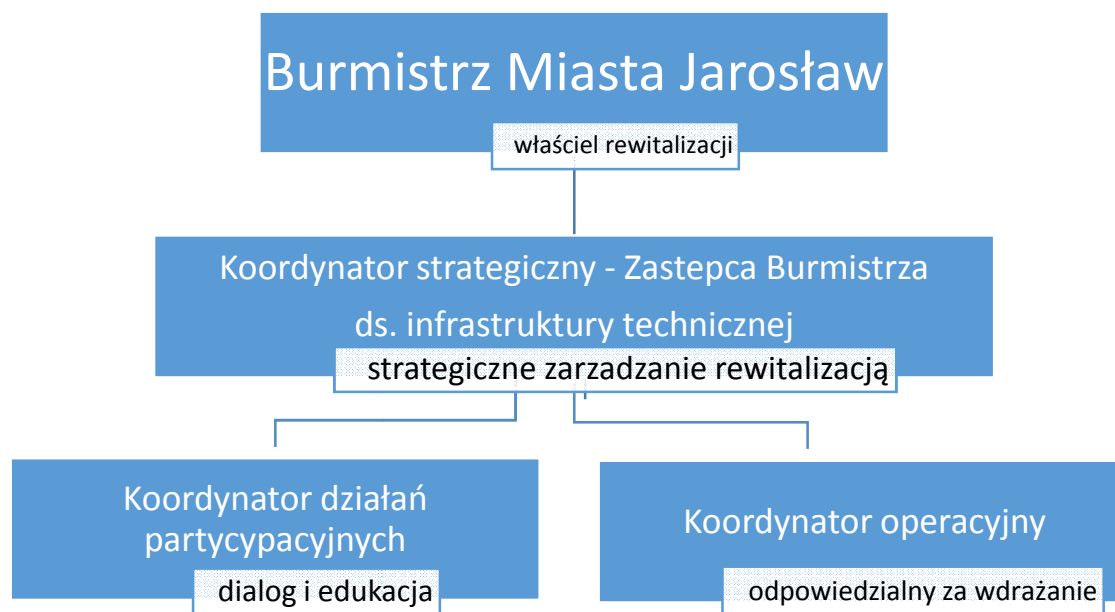 Burmistrz Miasta Jarosław
właściel rewitalizacji
Koordynator strategiczny - Zastepca Burmistrza
ds. infrastruktury technicznej
strategiczne zarzadzanie rewitalizacją
Koordynator działań
partycypacyjnych
dialog i edukacja
Koordynator operacyjny
odpowiedzialny za wdrażanie